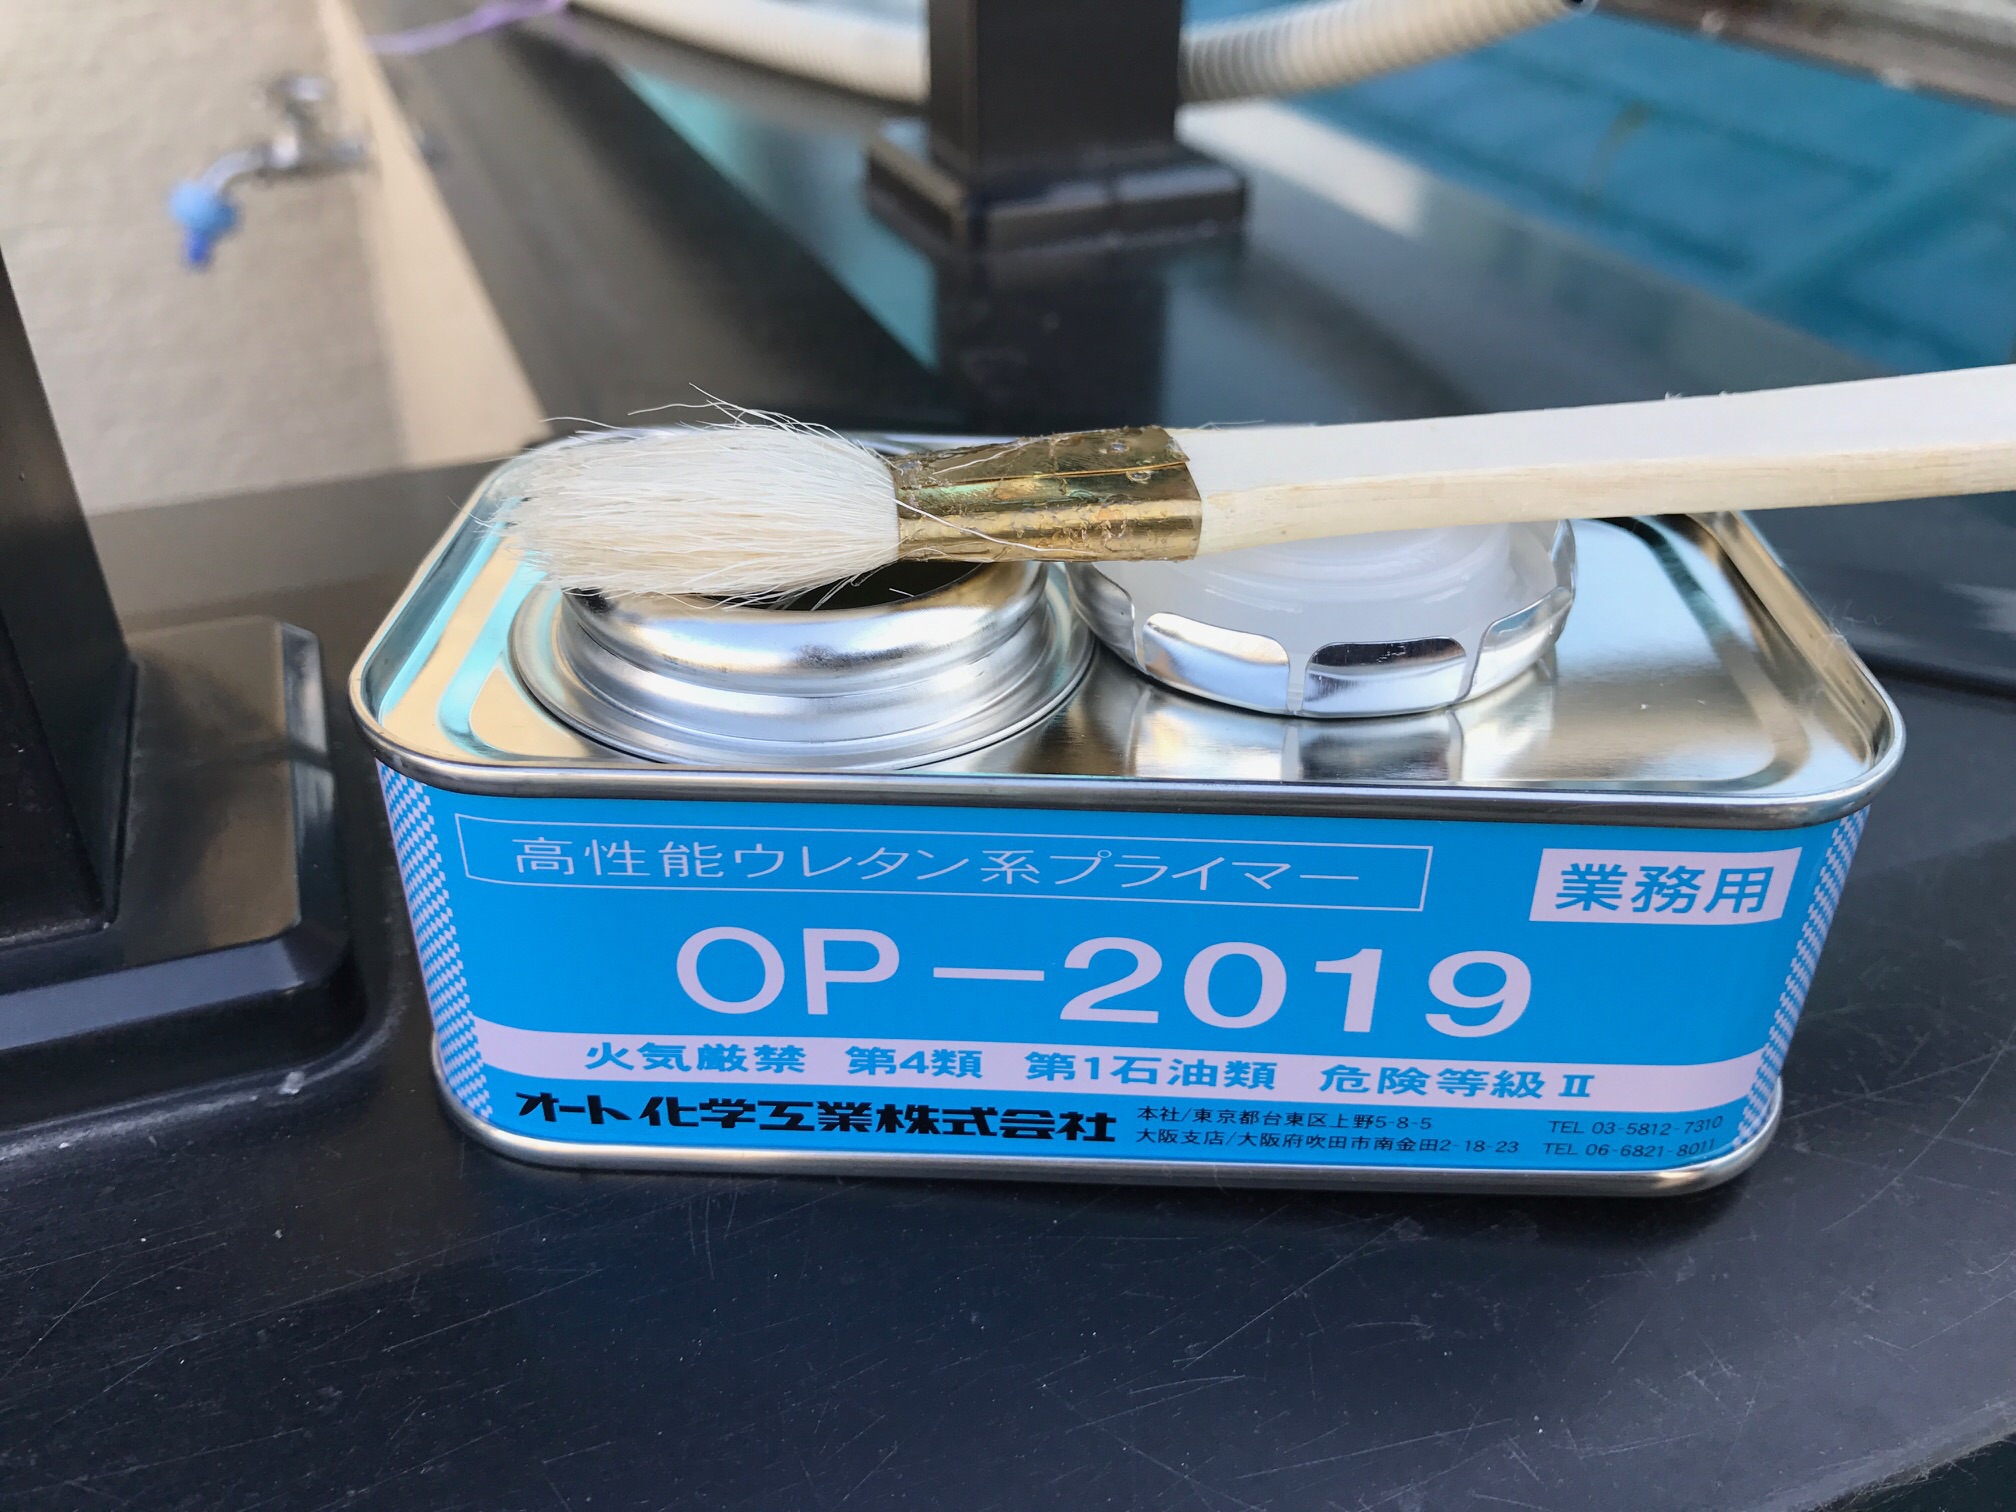 高性能ウレタン系プライマー
業務用
OP-2019
火気厳禁 第4類 第1石油類 危険等級Ⅱ
オート化学工業株式会社
本社/東京都台東区上野5-8-5 TEL 03-5812-7310
大阪支店/大阪府吹田市南金田2-18-23 TEL 06-6821-8011